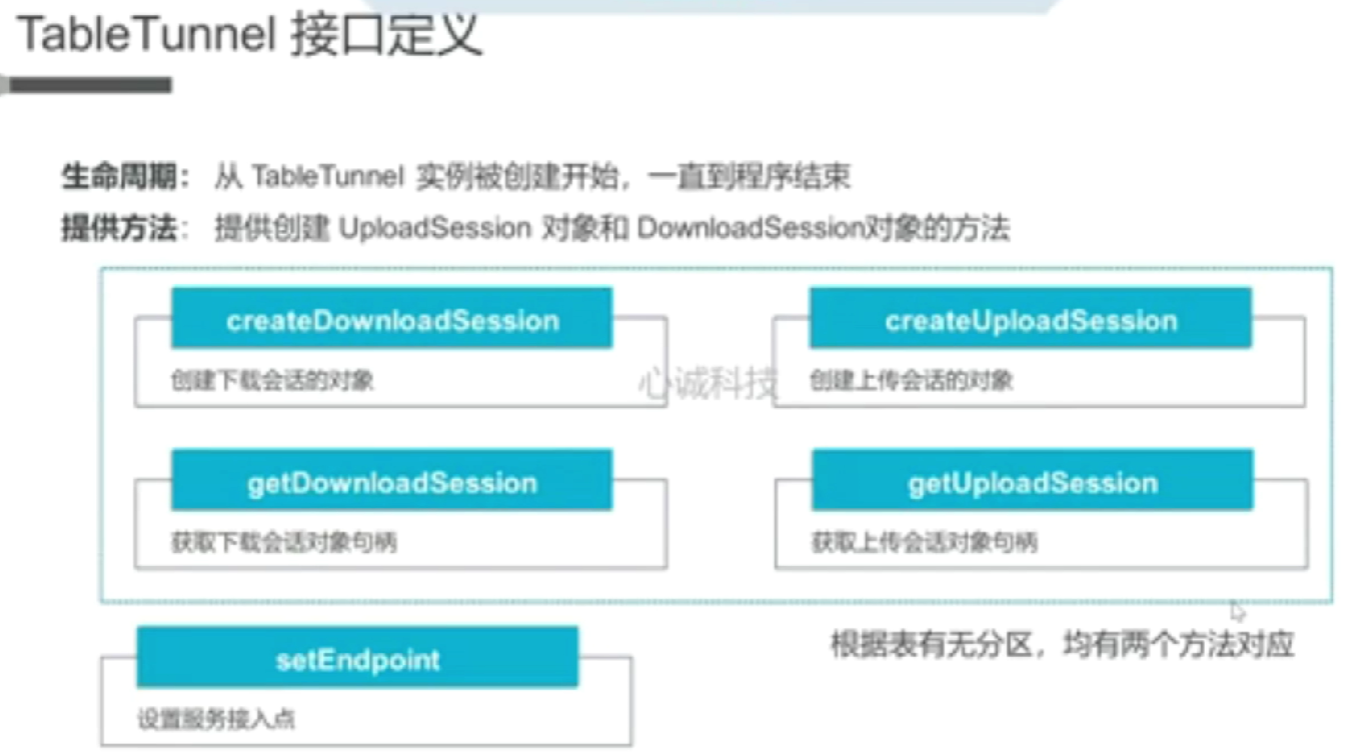 TableTunnel 接口定义
生命周期： 从 TableTunnel 实例被创建开始，一直到程序结束
提供方法： 提供创建 UploadSession 对象和 DownloadSession对象的方法
createDownloadSession
创建下载会话的对象
createUploadSession
创建上传会话的对象
心诚科技
getDownloadSession
获取下载会话对象句柄
getUploadSession
获取上传会话对象句柄
根据表有无分区，均有两个方法对应
setEndpoint
设置服务接入点